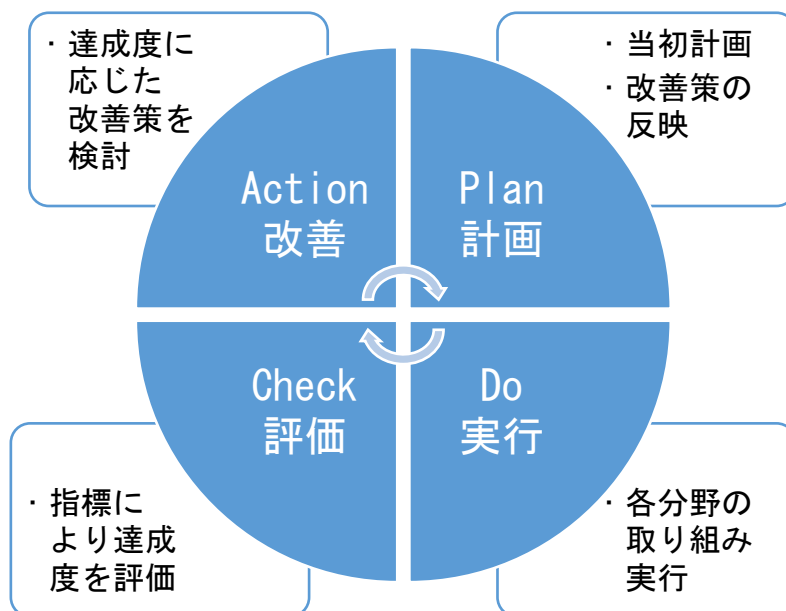 ・達成度に
応じた
改善策を
検討
・当初計画
・改善策の
反映
Action
改善
Plan
計画
Check
評価
Do
実行
・指標に
より達成
度を評価
・各分野の
取り組み
実行